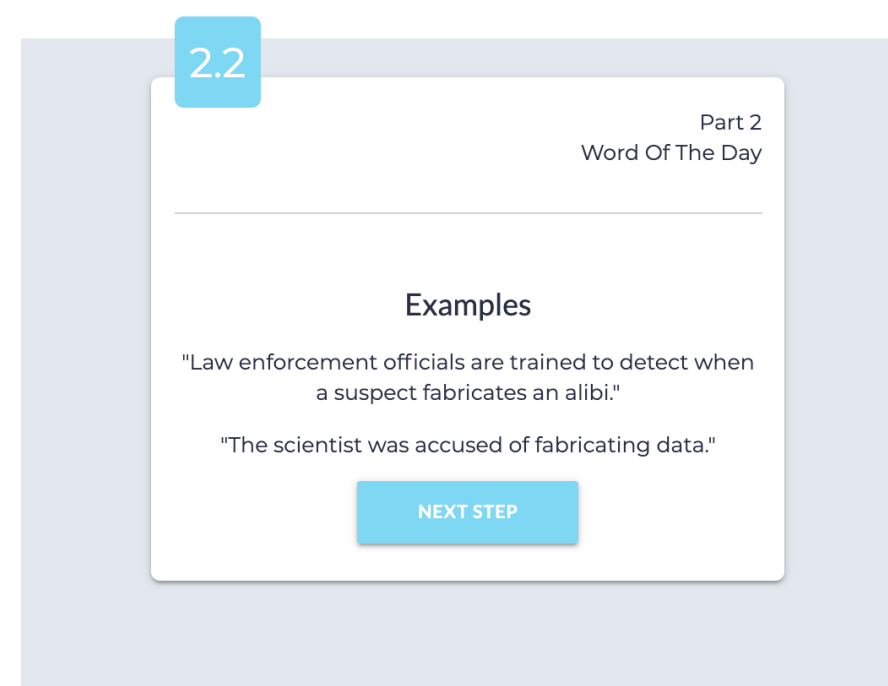 2.2
Part 2
Word Of The Day
Examples
"Law enforcement officials are trained to detect when
a suspect fabricates an alibi."
"The scientist was accused of fabricating data."
NEXT STEP